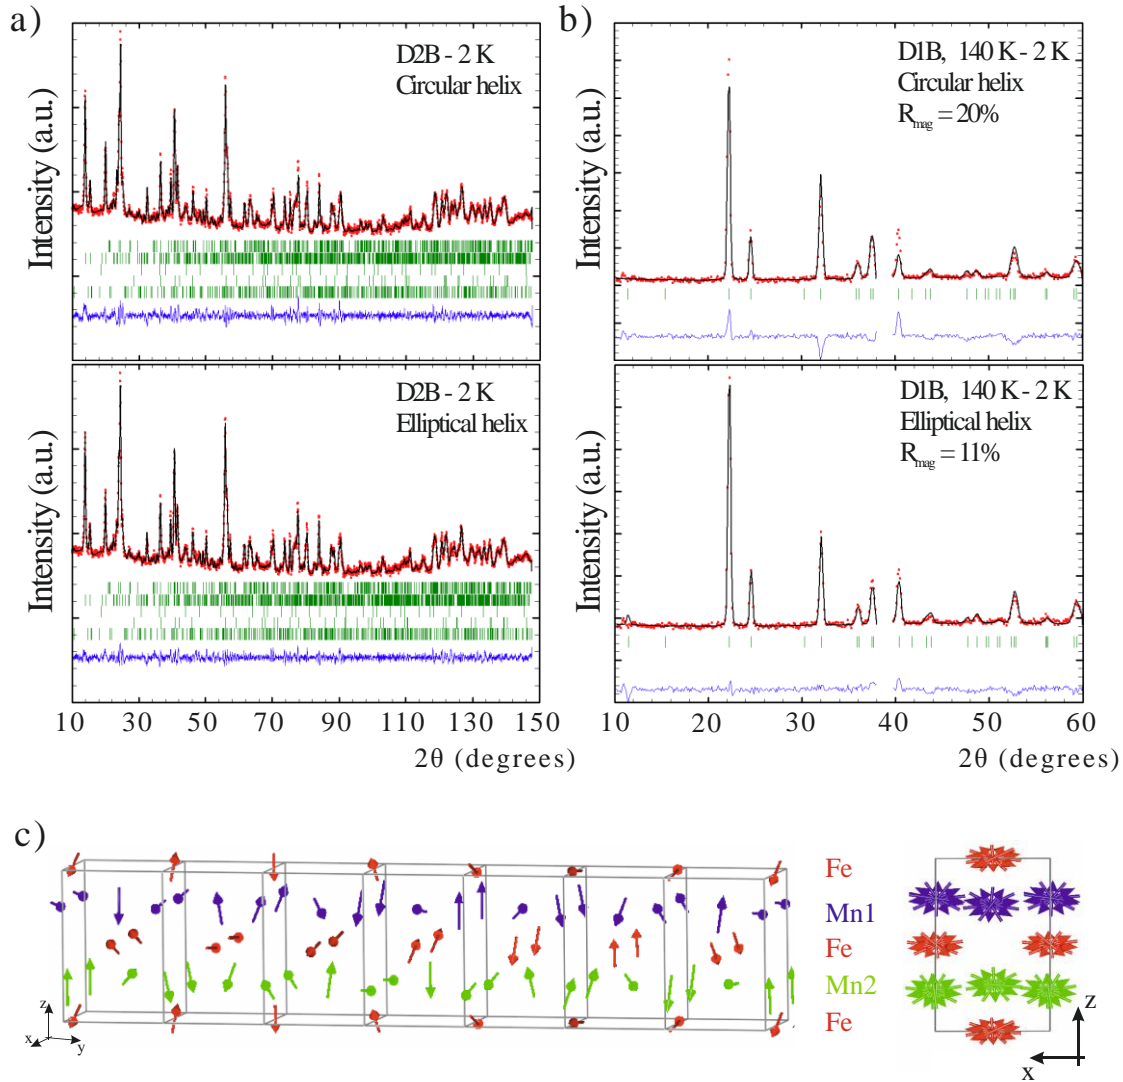 a)
b)
D2B - 2 K
Circular helix
Intensity (a.u.)
D1B, 140 K - 2 K
Circular helix
Rmag = 20%
Intensity (a.u.)
D2B - 2 K
Elliptical helix
Intensity (a.u.)
10 30 50 70 90 110 130 150
2θ (degrees)
D1B, 140 K - 2 K
Elliptical helix
Rmag = 11%
Intensity (a.u.)
10 20 30 40 50 60
2θ (degrees)
c)
Fe
Mn1
Fe
Mn2
Fe
z
x
y
z
x